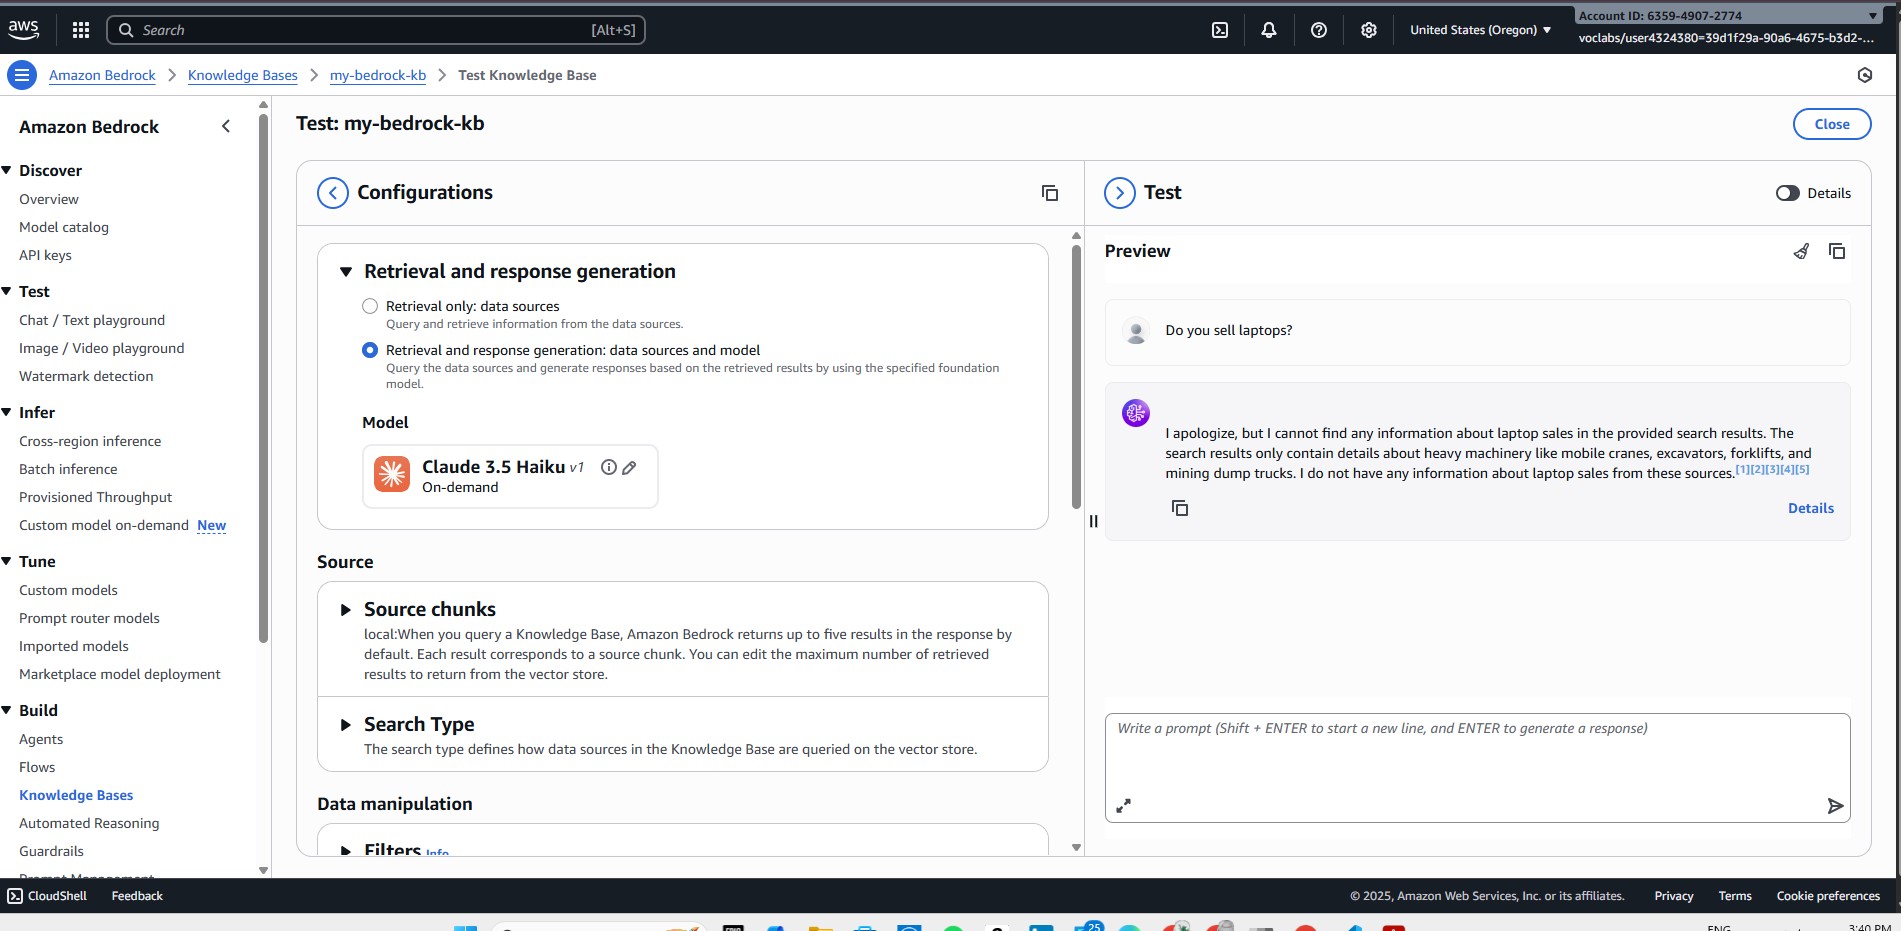 aws
Search
[Alt+S]
United States (Oregon)
Account ID: 6359-4907-2774
voclabs/user4324380=39d1f29a-90a6-4675-b3d2-...
Amazon Bedrock
Knowledge Bases
my-bedrock-kb
Test Knowledge Base
Amazon Bedrock
Discover
Overview
Model catalog
API keys
Test
Chat / Text playground
Image / Video playground
Watermark detection
Infer
Cross-region inference
Batch inference
Provisioned Throughput
Custom model on-demand New
Tune
Custom models
Prompt router models
Imported models
Marketplace model deployment
Build
Agents
Flows
Knowledge Bases
Automated Reasoning
Guardrails
Prompt Management
Test: my-bedrock-kb
Close
Configurations
Retrieval and response generation
Retrieval only: data sources
Query and retrieve information from the data sources.
Retrieval and response generation: data sources and model
Query the data sources and generate responses based on the retrieved results by using the specified foundation
model.
Model
Claude 3.5 Haiku v1
On-demand
Source
Source chunks
local:When you query a Knowledge Base, Amazon Bedrock returns up to five results in the response by
default. Each result corresponds to a source chunk. You can edit the maximum number of retrieved
results to return from the vector store.
Search Type
The search type defines how data sources in the Knowledge Base are queried on the vector store.
Data manipulation
Filters Info
Test
Details
Preview
Do you sell laptops?
I apologize, but I cannot find any information about laptop sales in the provided search results. The
search results only contain details about heavy machinery like mobile cranes, excavators, forklifts, and
mining dump trucks. I do not have any information about laptop sales from these sources.[1][2][3][4][5]
Details
Write a prompt (Shift + ENTER to start a new line, and ENTER to generate a response)
CloudShell
Feedback
© 2025, Amazon Web Services, Inc. or its affiliates.
Privacy
Terms
Cookie preferences
25
ENG
3:40 PM